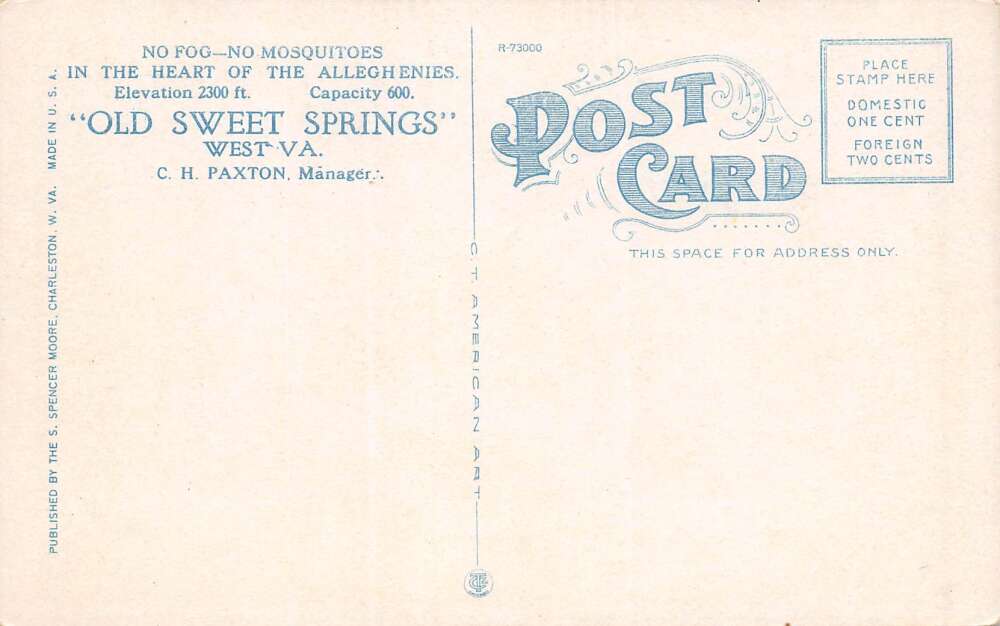 NO FOG—NO MOSQUITOES
IN THE HEART OF THE ALLEGHENIES.
Elevation 2300 ft. Capacity 600.
"OLD SWEET SPRINGS"
WEST VA.
C. H. PAXTON, Manager.
PUBLISHED BY THE S. SPENCER MOORE, CHARLESTON, W. VA. MADE IN U. S. A.
C. T. AMERICAN ART
R-73000
POST CARD
THIS SPACE FOR ADDRESS ONLY.
PLACE
STAMP HERE
DOMESTIC
ONE CENT
FOREIGN
TWO CENTS